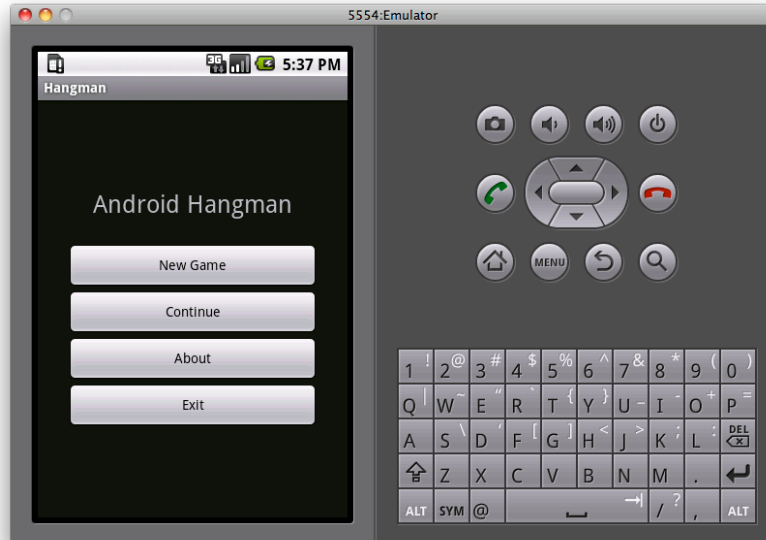 5554:Emulator
3G 5:37 PM
Hangman
Android Hangman
New Game
Continue
About
Exit
MENU
1 ! 2 @ 3 # 4 $ 5 % 6 ^ 7 & 8 * 9 ( 0 )
Q | W ~ E “ R ` T { Y } U _ I - O + P =
A S \ D ' F [ G ] H < J > K ; L : DEL
Z X C V B N M .
ALT SYM @ / ? , ALT